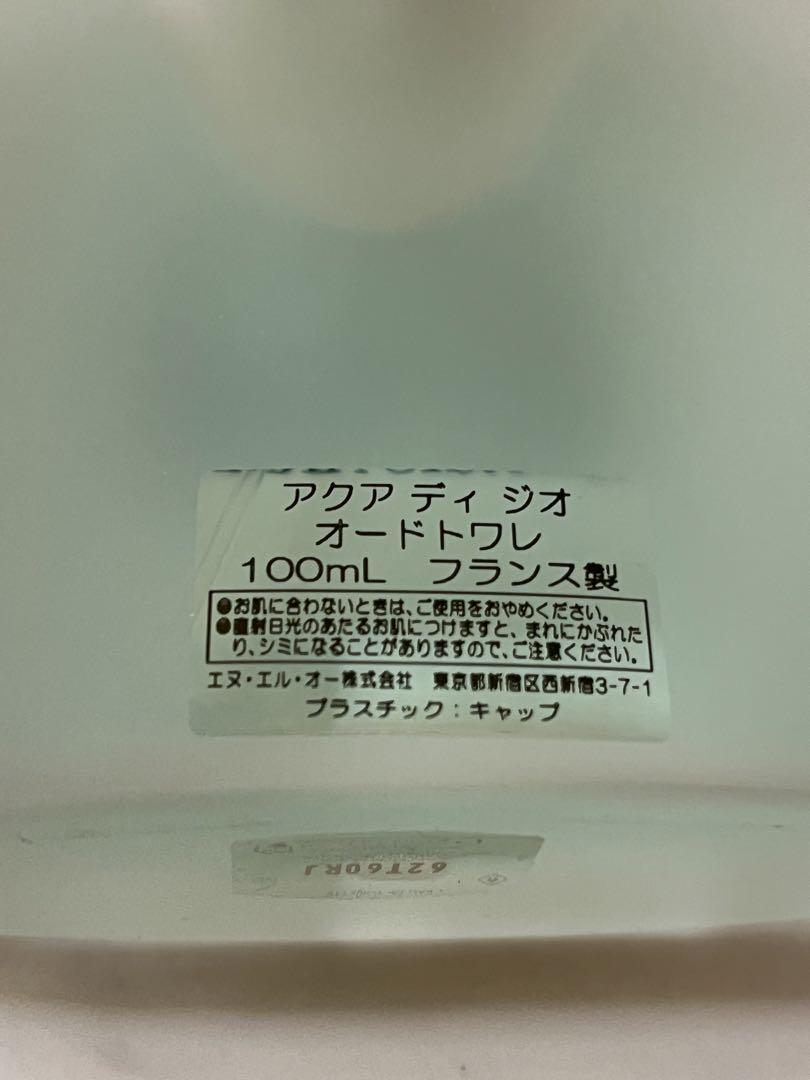 アクア ディ ジオ
オードトワレ
100mL フランス製
●お肌に合わないときは、ご使用をおやめください。
●直射日光のあたるお肌につけますと、まれにかぶれた
り、シミになることがありますので、ご注意ください。
エヌ・エル・オー株式会社 東京都新宿区西新宿3-7-1
プラスチック：キャップ
62T60RJ